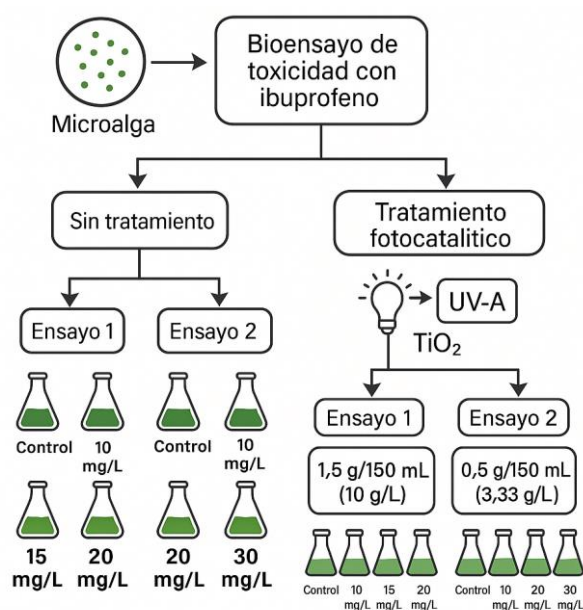 Bioensayo de
toxicidad con
ibuprofeno
Microalga
Sin tratamiento
Tratamiento
fotocatalitico
UV-A
TiO₂
Ensayo 1
Ensayo 2
Control
10
mg/L
Control
10
mg/L
15
mg/L
20
mg/L
20
mg/L
30
mg/L
Ensayo 1
Ensayo 2
1,5 g/150 mL
(10 g/L)
0,5 g/150 mL
(3,33 g/L)
Control
10
mg/L
15
mg/L
20
mg/L
Control
10
mg/L
20
mg/L
30
mg/L